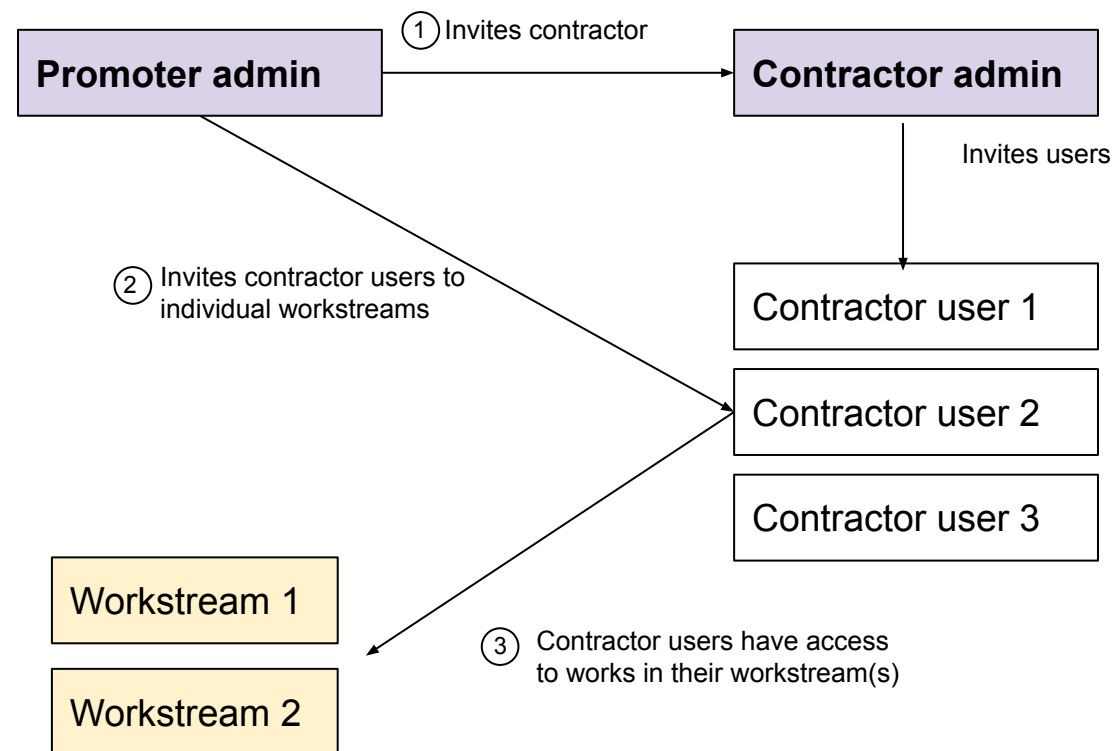 1 Invites contractor
Promoter admin
Contractor admin
Invites users
2 Invites contractor users to
individual workstreams
Contractor user 1
Contractor user 2
Contractor user 3
Workstream 1
Workstream 2
3 Contractor users have access
to works in their workstream(s)